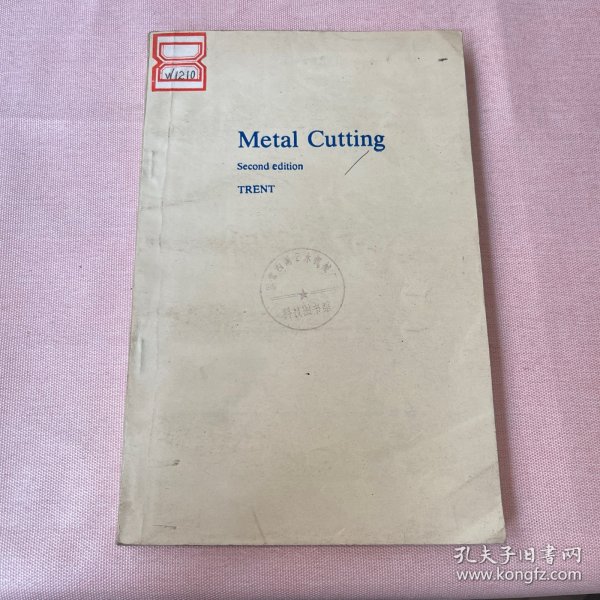 W1210
Metal Cutting
Second edition
TRENT
孔夫子旧书网
www.kongfz.com